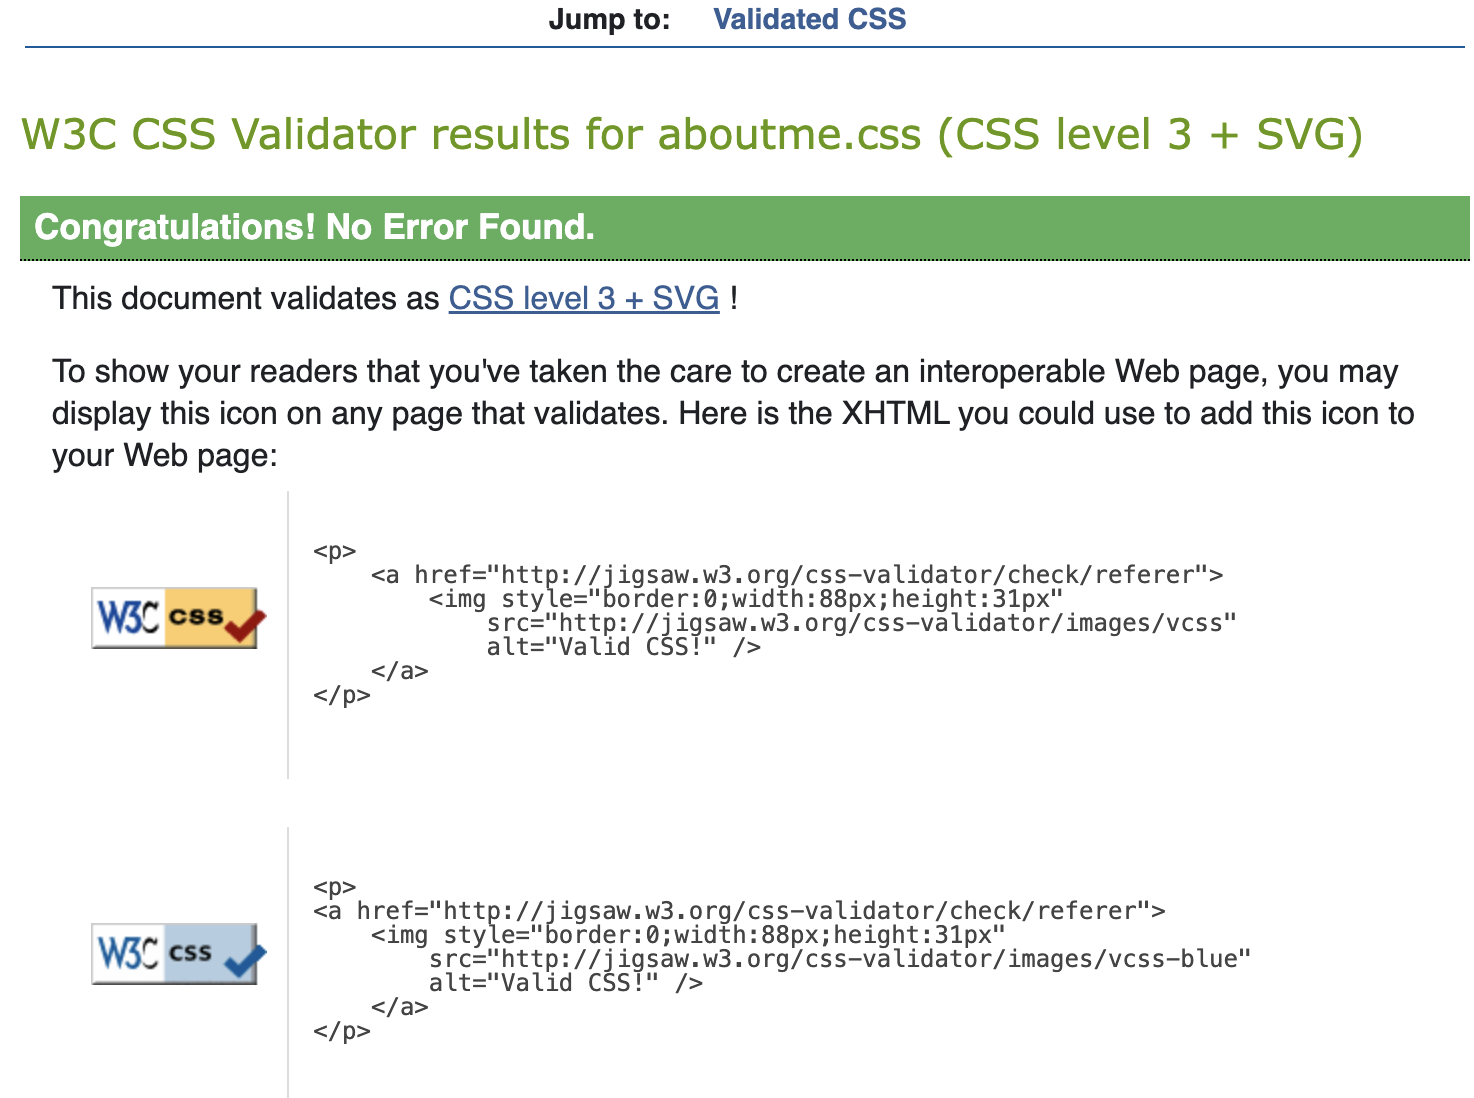 Jump to: Validated CSS
W3C CSS Validator results for aboutme.css (CSS level 3 + SVG)
Congratulations! No Error Found.
This document validates as CSS level 3 + SVG !
To show your readers that you've taken the care to create an interoperable Web page, you may
display this icon on any page that validates. Here is the XHTML you could use to add this icon to
your Web page:
W3C css
<p>
    <a href="http://jigsaw.w3.org/css-validator/check/referer">
        <img style="border:0;width:88px;height:31px"
            src="http://jigsaw.w3.org/css-validator/images/vcss"
            alt="Valid CSS!" />
    </a>
</p>
W3C css
<p>
<a href="http://jigsaw.w3.org/css-validator/check/referer">
    <img style="border:0;width:88px;height:31px"
        src="http://jigsaw.w3.org/css-validator/images/vcss-blue"
        alt="Valid CSS!" />
    </a>
</p>